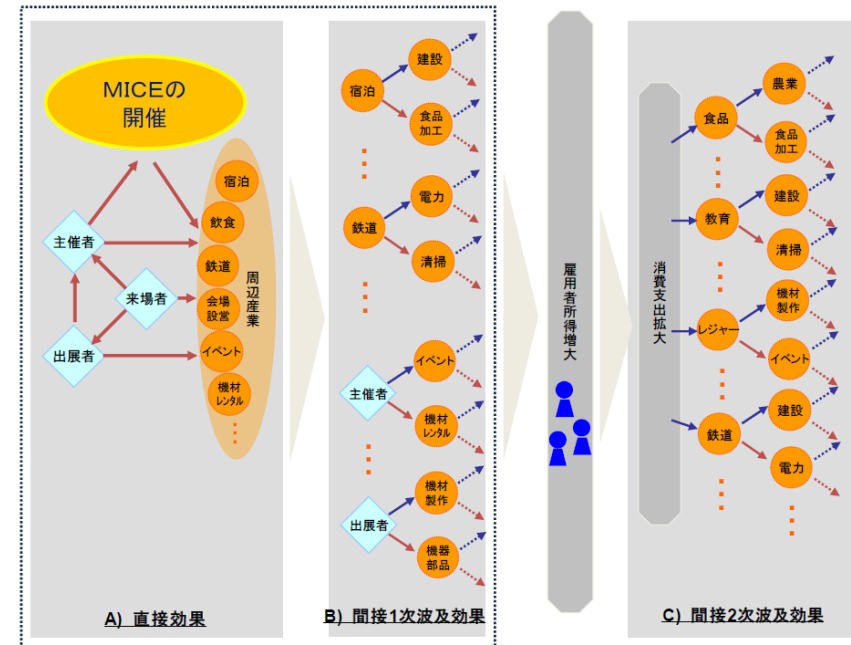 MICEの
開催
宿泊
飲食
鉄道
会場
設営
イベント
機材
レンタル
周辺産業
主催者
来場者
出展者
A) 直接効果
宿泊
建設
食品
加工
鉄道
電力
清掃
主催者
イベント
機材
レンタル
出展者
機材
製作
機器
部品
B) 間接1次波及効果
雇用者所得増大
消費支出拡大
食品
農業
食品
加工
教育
建設
清掃
レジャー
機材
製作
イベント
鉄道
建設
電力
C) 間接2次波及効果